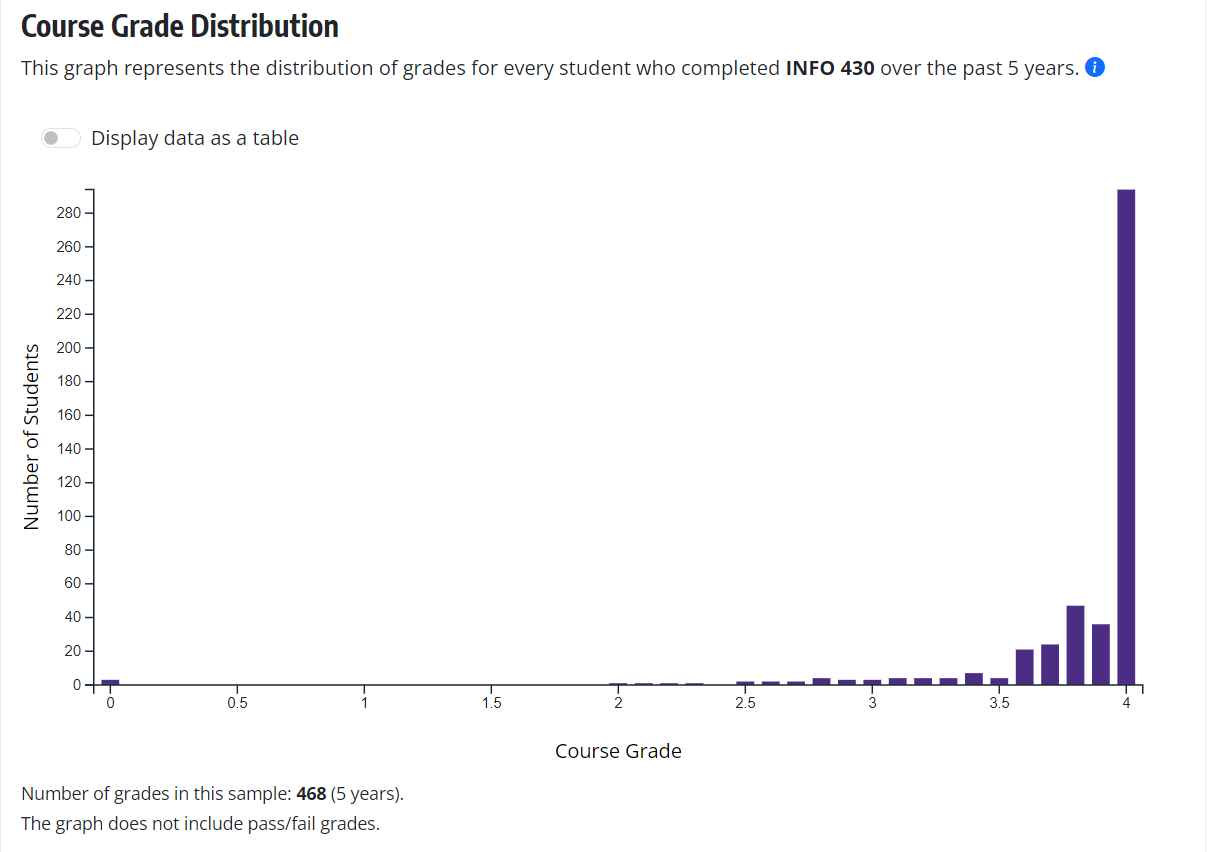 Course Grade Distribution
This graph represents the distribution of grades for every student who completed INFO 430 over the past 5 years. i
Display data as a table
280
260
240
220
200
180
160
140
120
100
80
60
40
20
0
Number of Students
0 0.5 1 1.5 2 2.5 3 3.5 4
Course Grade
Number of grades in this sample: 468 (5 years).
The graph does not include pass/fail grades.